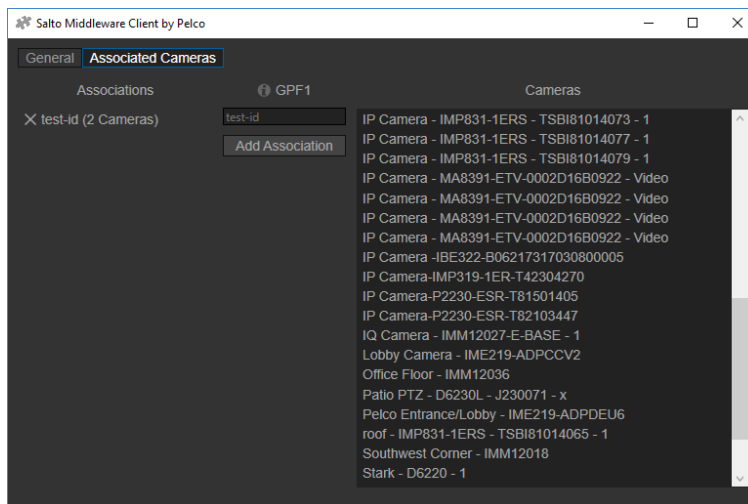 Salto Middleware Client by Pelco
General Associated Cameras
Associations GPF1 Cameras
test-id (2 Cameras)
test-id
Add Association
IP Camera - IMP831-1ERS - TSBI81014073 - 1
IP Camera - IMP831-1ERS - TSBI81014077 - 1
IP Camera - IMP831-1ERS - TSBI81014079 - 1
IP Camera - MA8391-ETV-0002D16B0922 - Video
IP Camera - MA8391-ETV-0002D16B0922 - Video
IP Camera - MA8391-ETV-0002D16B0922 - Video
IP Camera - MA8391-ETV-0002D16B0922 - Video
IP Camera -IBE322-B06217317030800005
IP Camera-IMP319-1ER-T42304270
IP Camera-P2230-ESR-T81501405
IP Camera-P2230-ESR-T82103447
IQ Camera - IMM12027-E-BASE - 1
Lobby Camera - IME219-ADPCCV2
Office Floor - IMM12036
Patio PTZ - D6230L - J230071 - x
Pelco Entrance/Lobby - IME219-ADPDEU6
roof - IMP831-1ERS - TSBI81014065 - 1
Southwest Corner - IMM12018
Stark - D6220 - 1